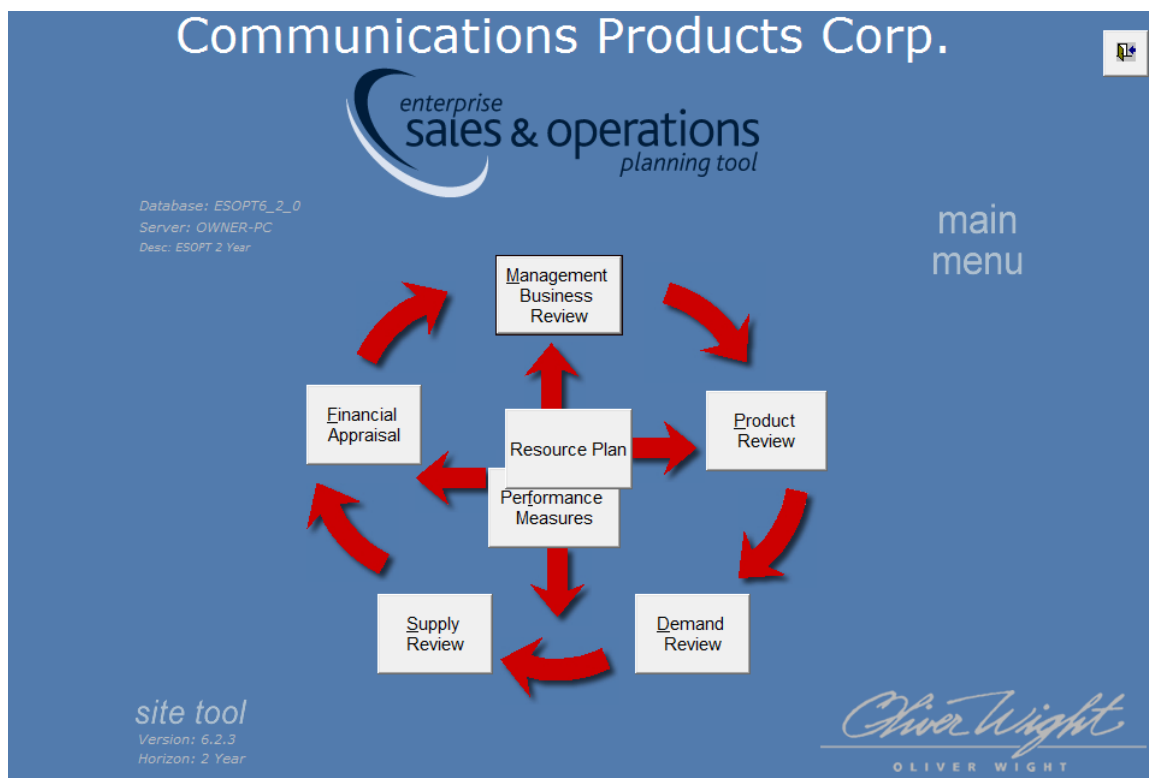 Communications Products Corp.
enterprise
sales & operations
planning tool
Database: ESOPT6_2_0
Server: OWNER-PC
Desc: ESOPT 2 Year
main
menu
Management
Business
Review
Financial
Appraisal
Product
Review
Resource Plan
Performance
Measures
Supply
Review
Demand
Review
site tool
Version: 6.2.3
Horizon: 2 Year
Oliver Wight
OLIVER WIGHT